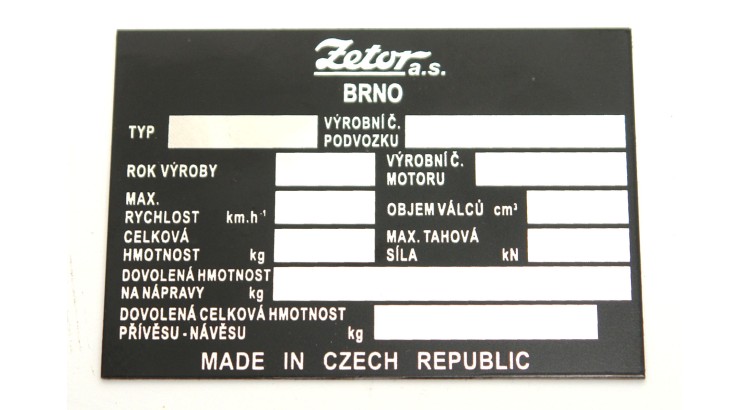 Zetor a.s.
BRNO
TYP
VÝROBNÍ Č.
PODVOZKU
ROK VÝROBY
VÝROBNÍ Č.
MOTORU
MAX.
RYCHLOST km.h⁻¹
OBJEM VÁLCŮ cm³
CELKOVÁ
HMOTNOST kg
MAX. TAHOVÁ
SÍLA kN
DOVOLENÁ HMOTNOST
NA NÁPRAVY kg
DOVOLENÁ CELKOVÁ HMOTNOST
PŘÍVĚSU - NÁVĚSU kg
MADE IN CZECH REPUBLIC